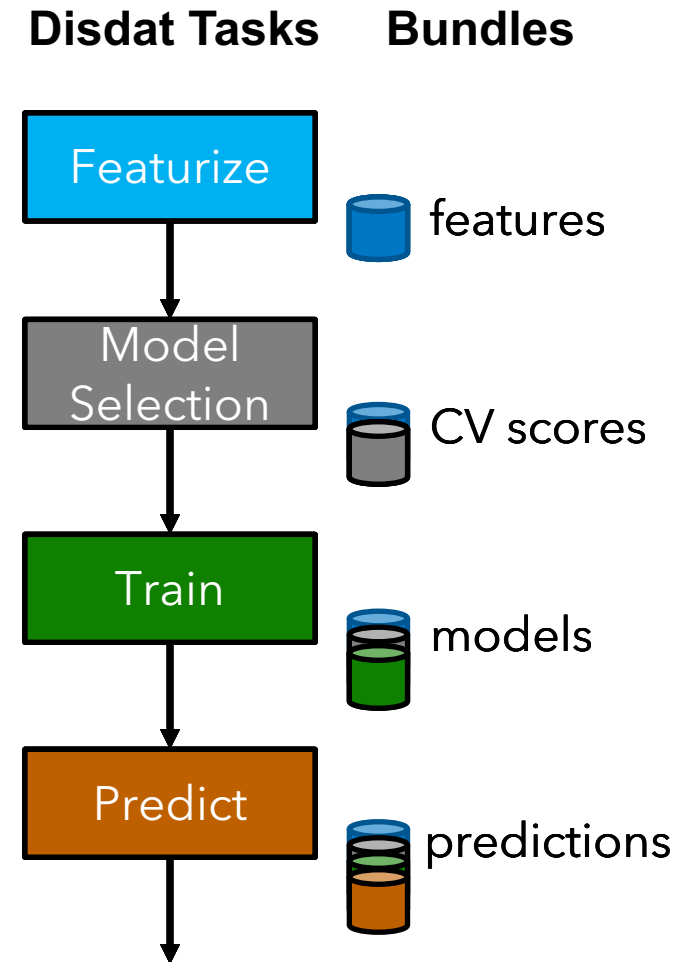 Disdat Tasks Bundles
Featurize
features
Model
Selection
CV scores
Train
models
Predict
predictions